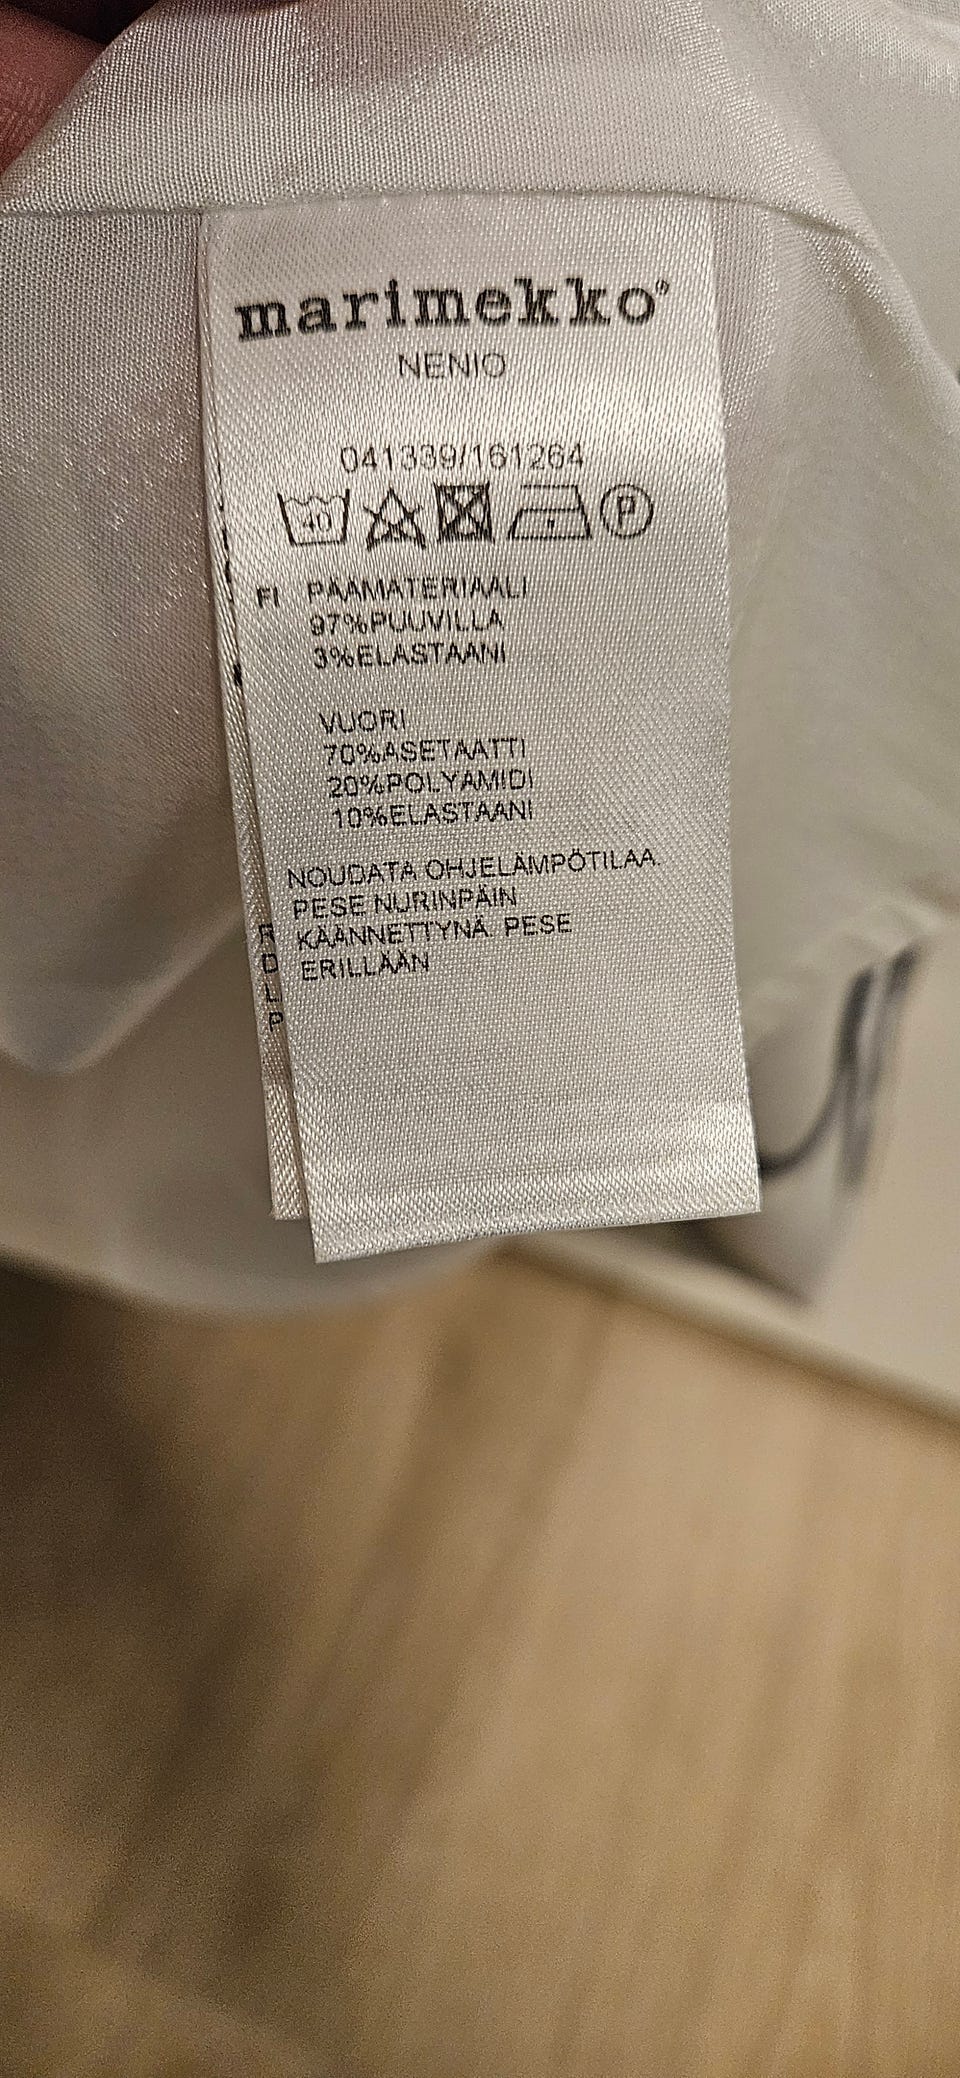 marimekko®
NENIO
041339/161264
40 P
FI PÄÄMATERIAALI
97%PUUVILLA
3%ELASTAANI
VUORI
70%ASETAATTI
20%POLYAMIDI
10%ELASTAANI
NOUDATA OHJELÄMPÖTILAA.
PESE NURINPÄIN
KÄÄNNETTYNÄ. PESE
ERILLÄÄN
R
D
L
P